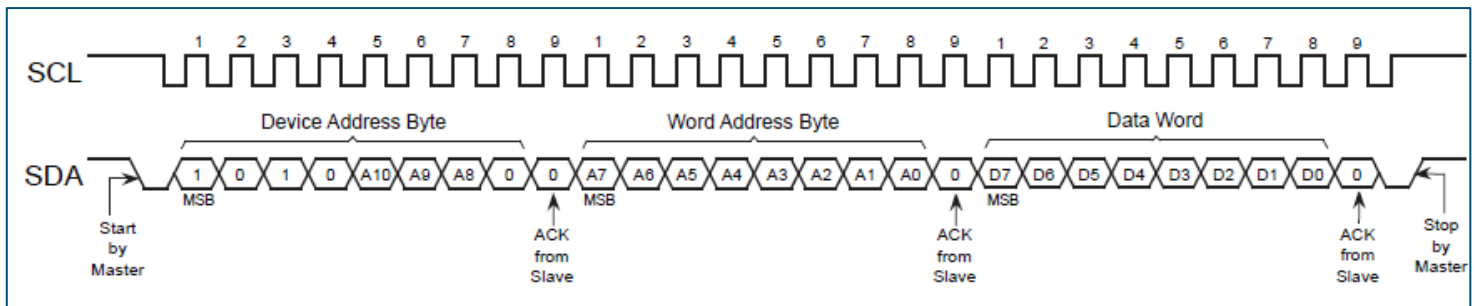 1 2 3 4 5 6 7 8 9 1 2 3 4 5 6 7 8 9 1 2 3 4 5 6 7 8 9
SCL
Device Address Byte Word Address Byte Data Word
SDA 1 0 1 0 A10 A9 A8 0 0 A7 A6 A5 A4 A3 A2 A1 A0 0 D7 D6 D5 D4 D3 D2 D1 D0 0
MSB MSB MSB
Start ACK ACK ACK Stop
by from from from by
Master Slave Slave Slave Master